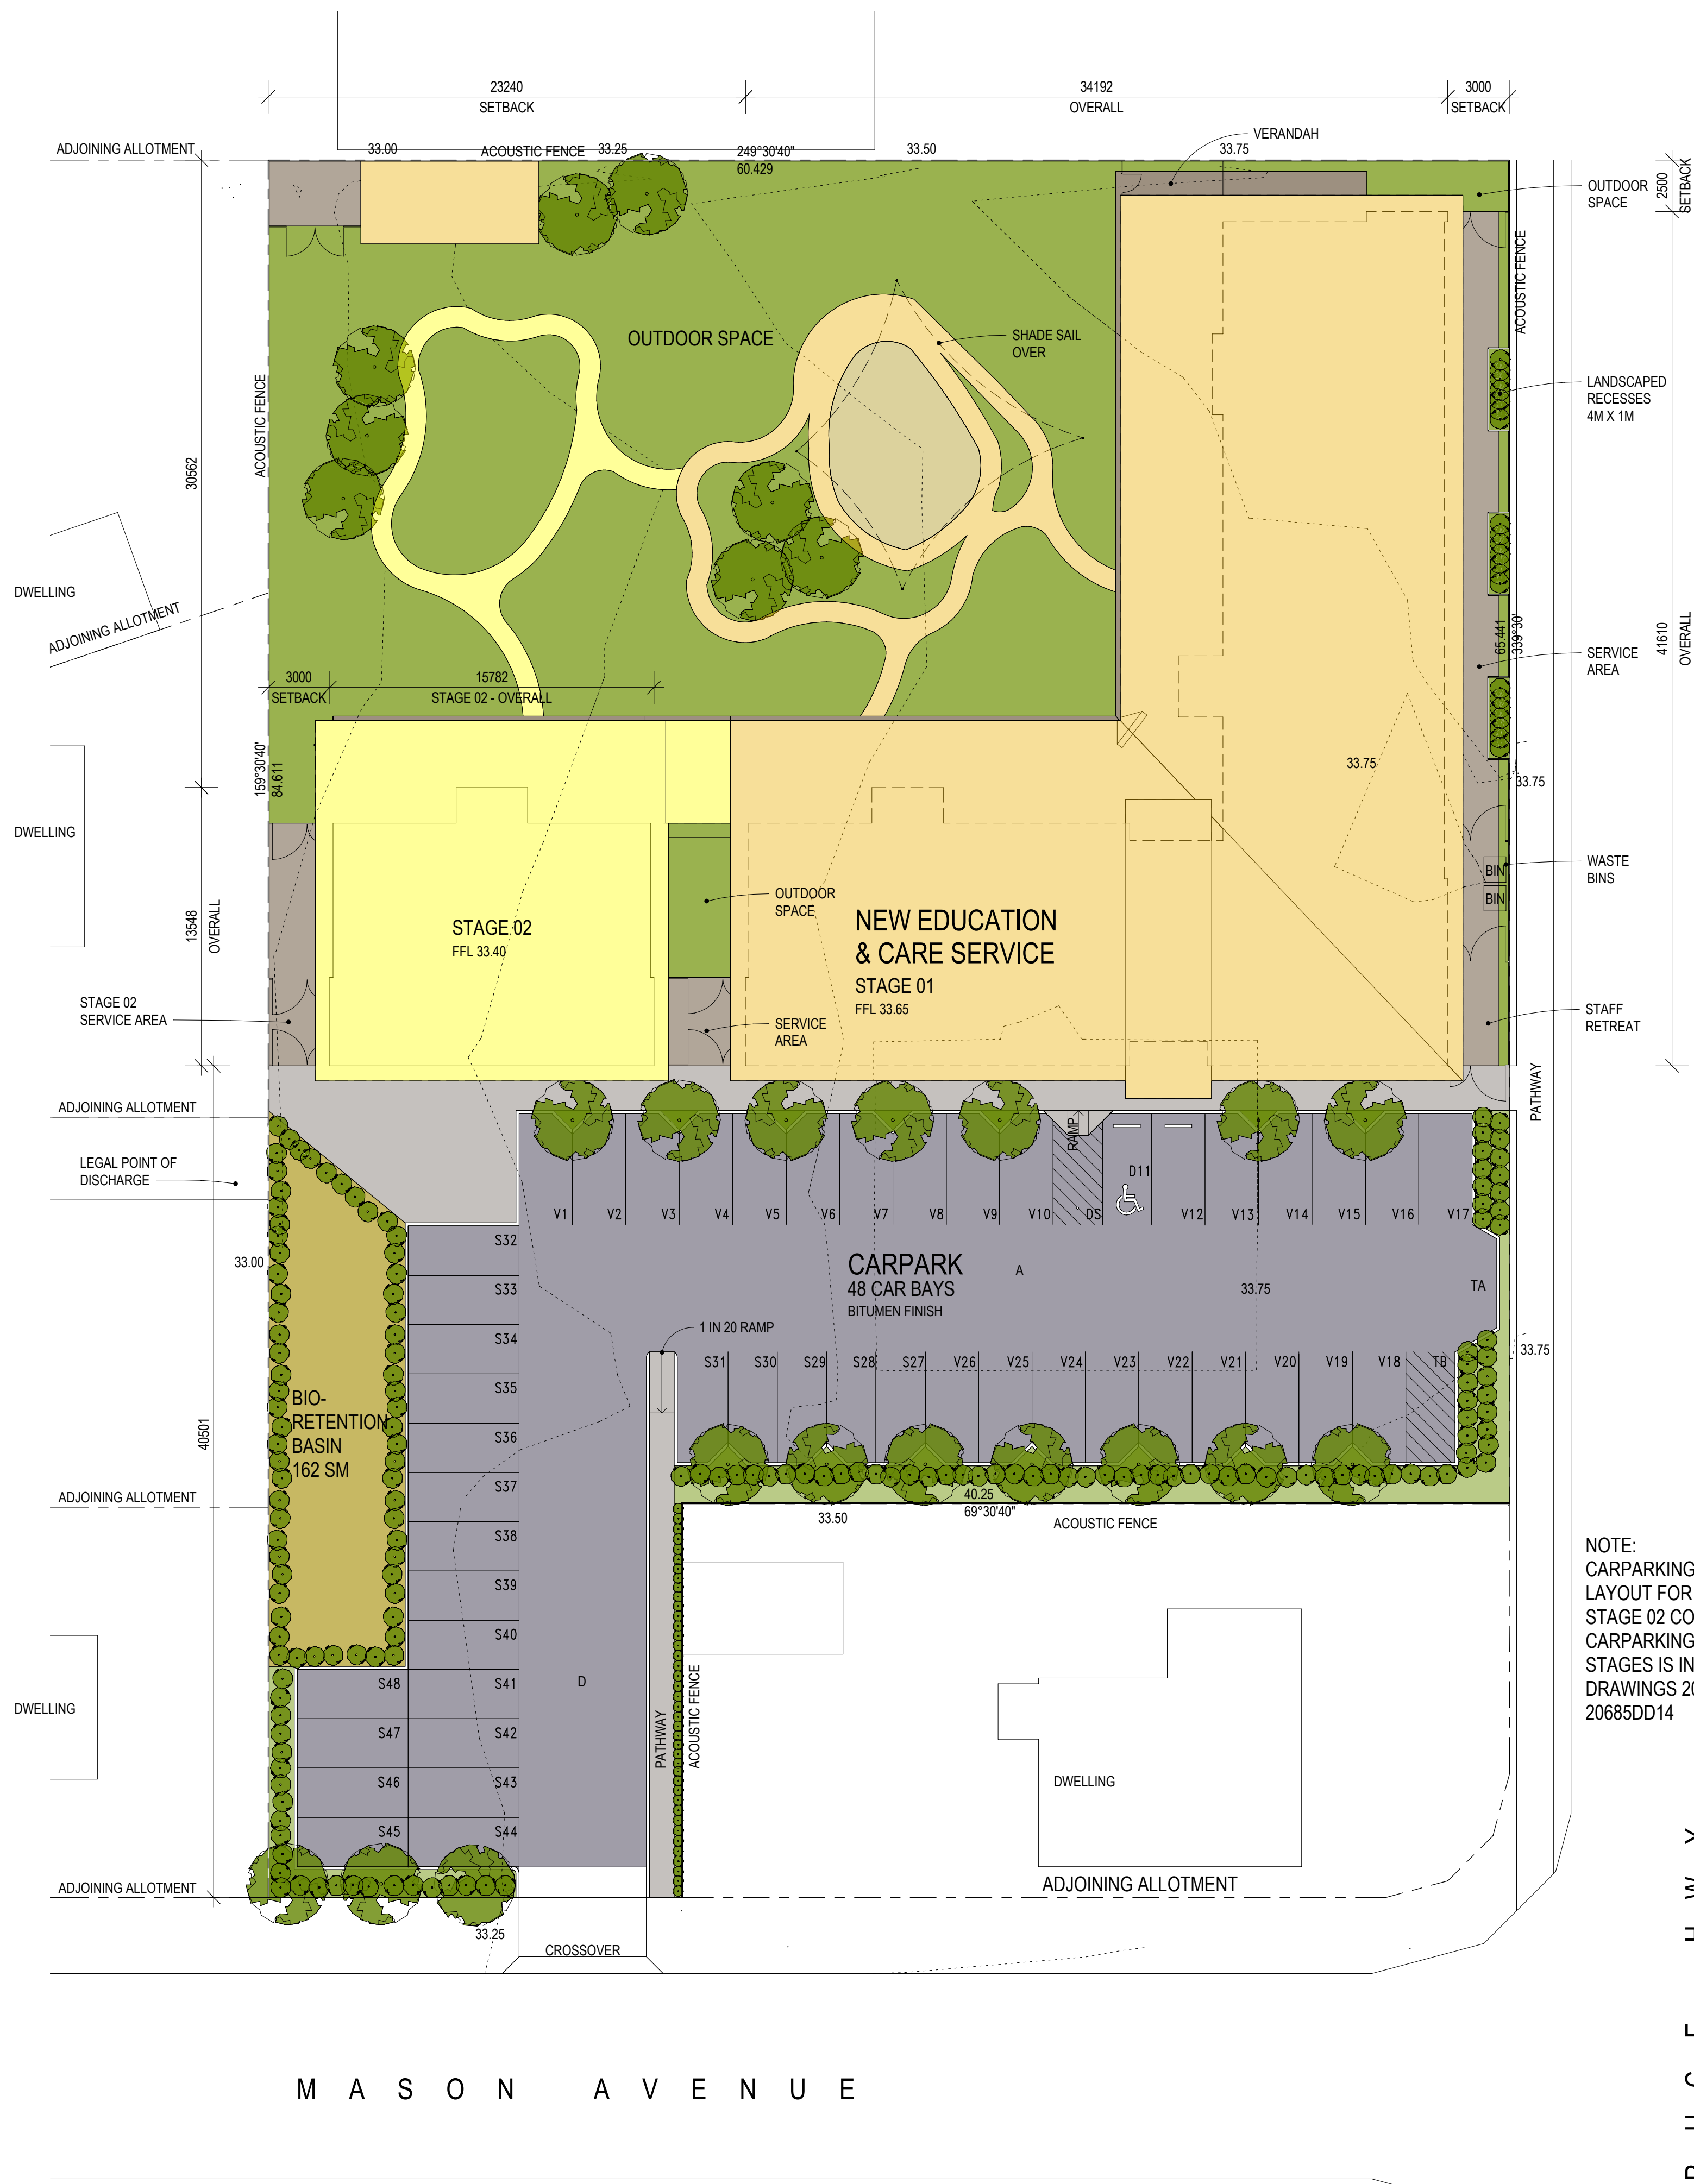 23240
SETBACK
34192
OVERALL
3000
SETBACK
VERANDAH
ADJOINING ALLOTMENT
33.00
ACOUSTIC FENCE
33.25
249°30'40"
60.429
33.50
33.75
2500
SETBACK
OUTDOOR
SPACE
ACOUSTIC FENCE
OUTDOOR SPACE
SHADE SAIL
OVER
LANDSCAPED
RECESSES
4M X 1M
ACOUSTIC FENCE
30562
DWELLING
ADJOINING ALLOTMENT
65.441
339°30'
41610
OVERALL
SERVICE
AREA
3000
SETBACK
15782
STAGE 02 - OVERALL
159°30'40'
84.611
33.75
33.75
DWELLING
WASTE
BINS
BIN
BIN
OUTDOOR
SPACE
13548
OVERALL
STAGE 02
FFL 33.40
NEW EDUCATION
& CARE SERVICE
STAGE 01
FFL 33.65
STAGE 02
SERVICE AREA
SERVICE
AREA
STAFF
RETREAT
PATHWAY
ADJOINING ALLOTMENT
RAMP
LEGAL POINT OF
DISCHARGE
D11
V1
V2
V3
V4
V5
V6
V7
V8
V9
V10
DS
V12
V13
V14
V15
V16
V17
33.00
S32
S33
S34
S35
S36
S37
S38
S39
S40
S41
S42
S43
S44
S48
S47
S46
S45
CARPARK
48 CAR BAYS
BITUMEN FINISH
A
33.75
TA
1 IN 20 RAMP
S31
S30
S29
S28
S27
V26
V25
V24
V23
V22
V21
V20
V19
V18
TB
33.75
BIO-
RETENTION
BASIN
162 SM
40501
ADJOINING ALLOTMENT
40.25
69°30'40"
33.50
ACOUSTIC FENCE
NOTE:
CARPARKING
LAYOUT FOR
STAGE 02 CO
CARPARKING
STAGES IS IN
DRAWINGS 20
20685DD14
D
PATHWAY
ACOUSTIC FENCE
DWELLING
DWELLING
ADJOINING ALLOTMENT
ADJOINING ALLOTMENT
33.25
CROSSOVER
MASON AVENUE